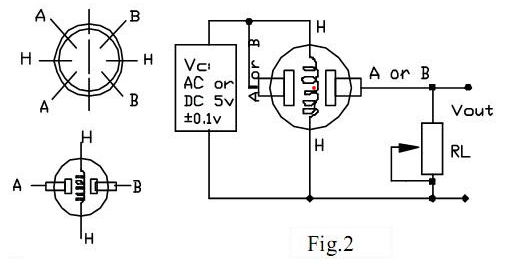 A B
H H
A B
H
A B
H
Vc:
AC or
DC 5v
±0.1v
A or B
H
H
A or B
Vout
RL
Fig.2